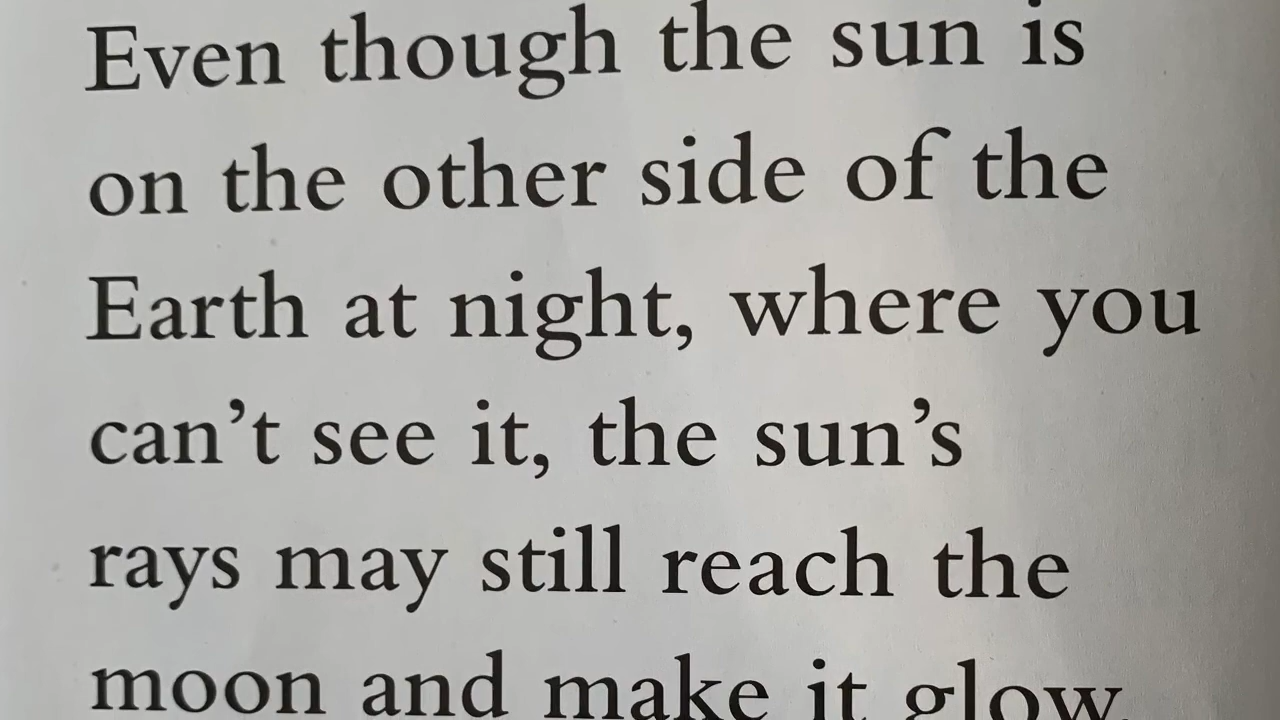 Even though the sun is
on the other side of the
Earth at night, where you
can’t see it, the sun’s
rays may still reach the
moon and make it glow.